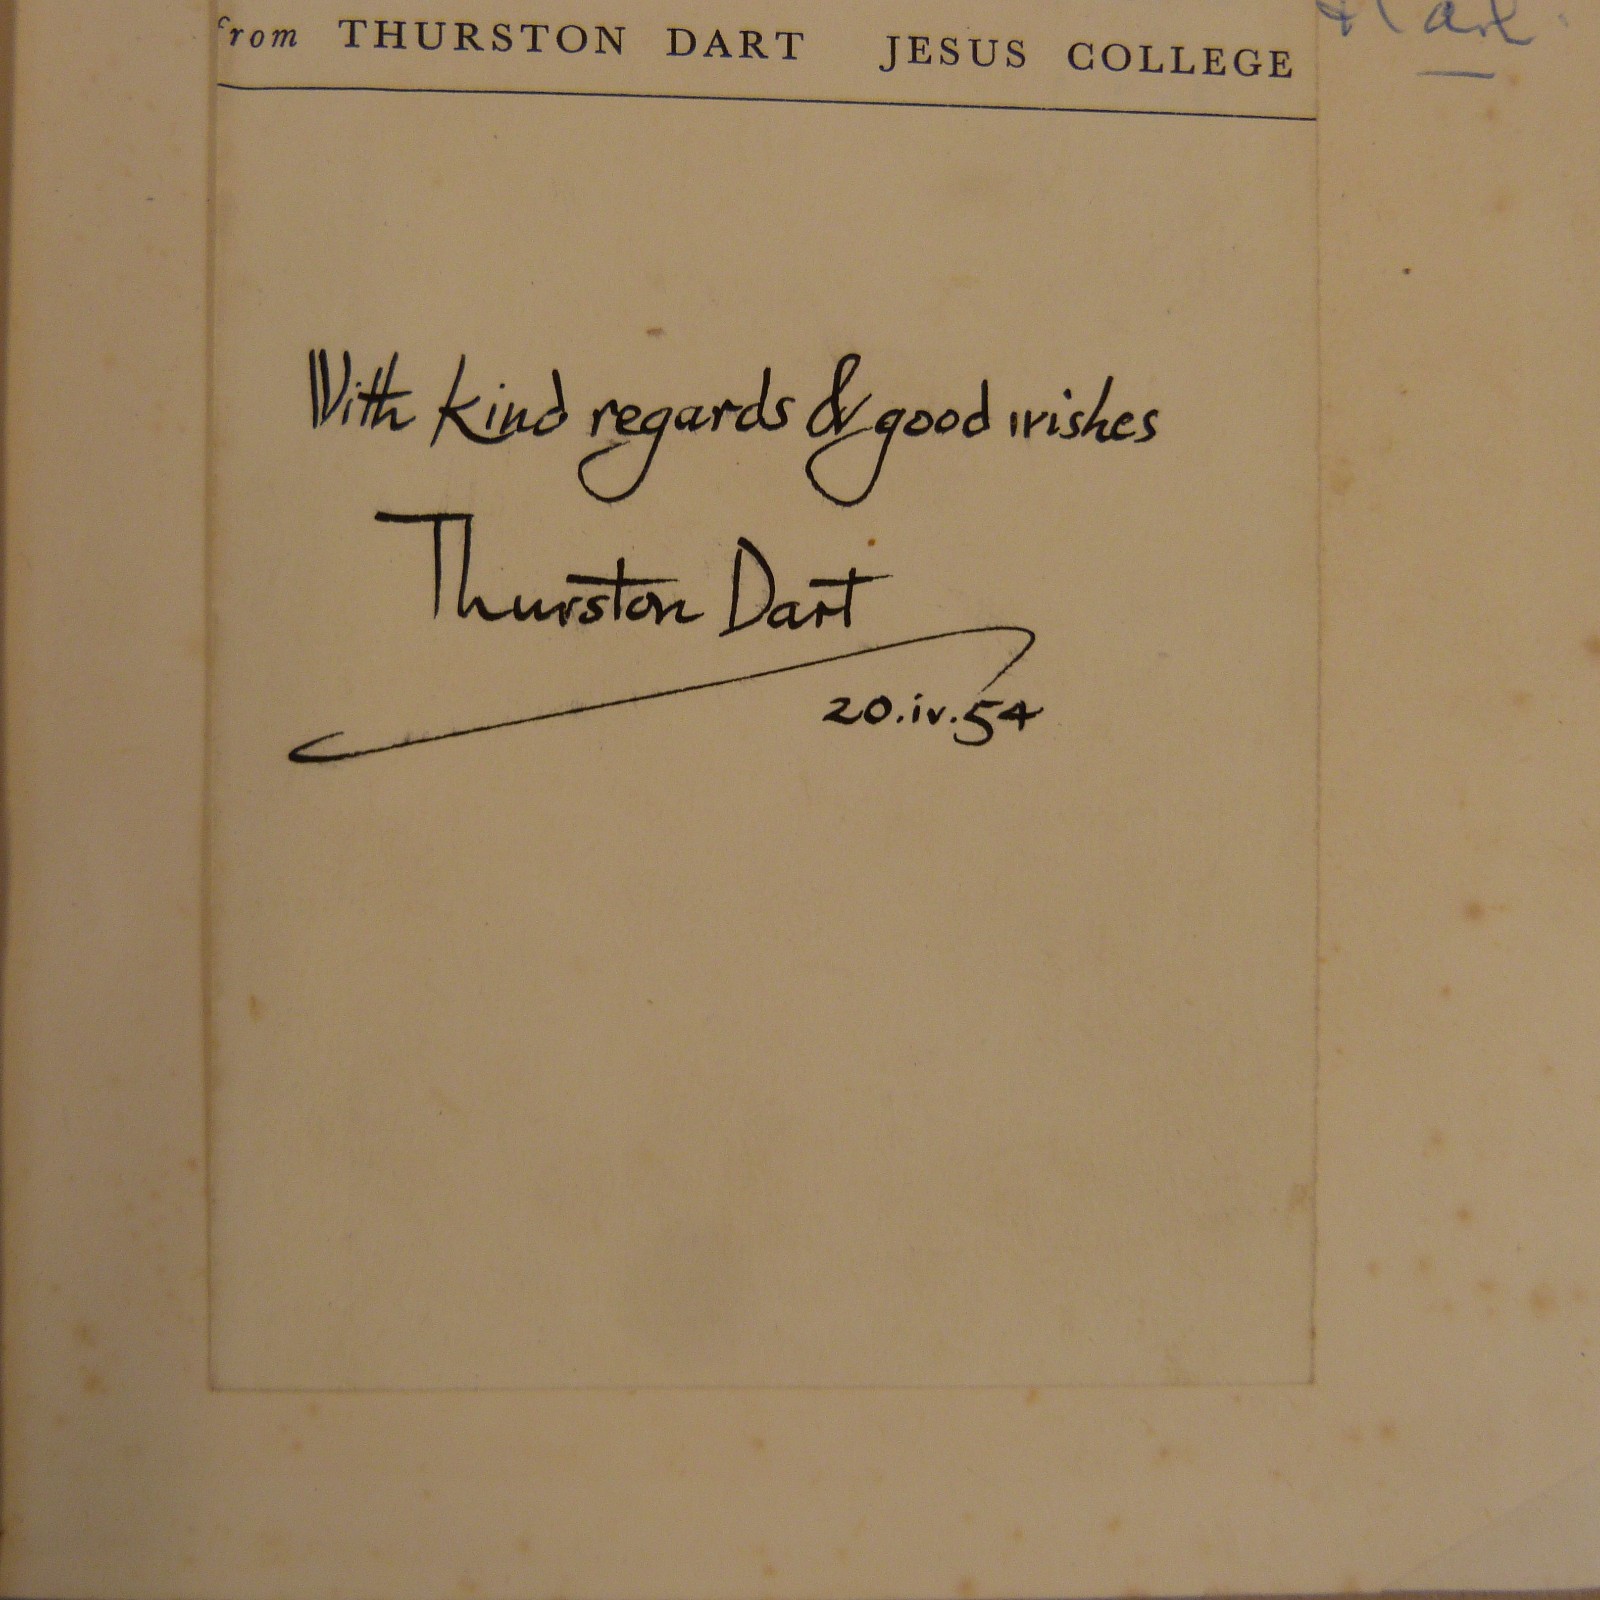 from THURSTON DART JESUS COLLEGE
With kind regards & good wishes
Thurston Dart
20.iv.54